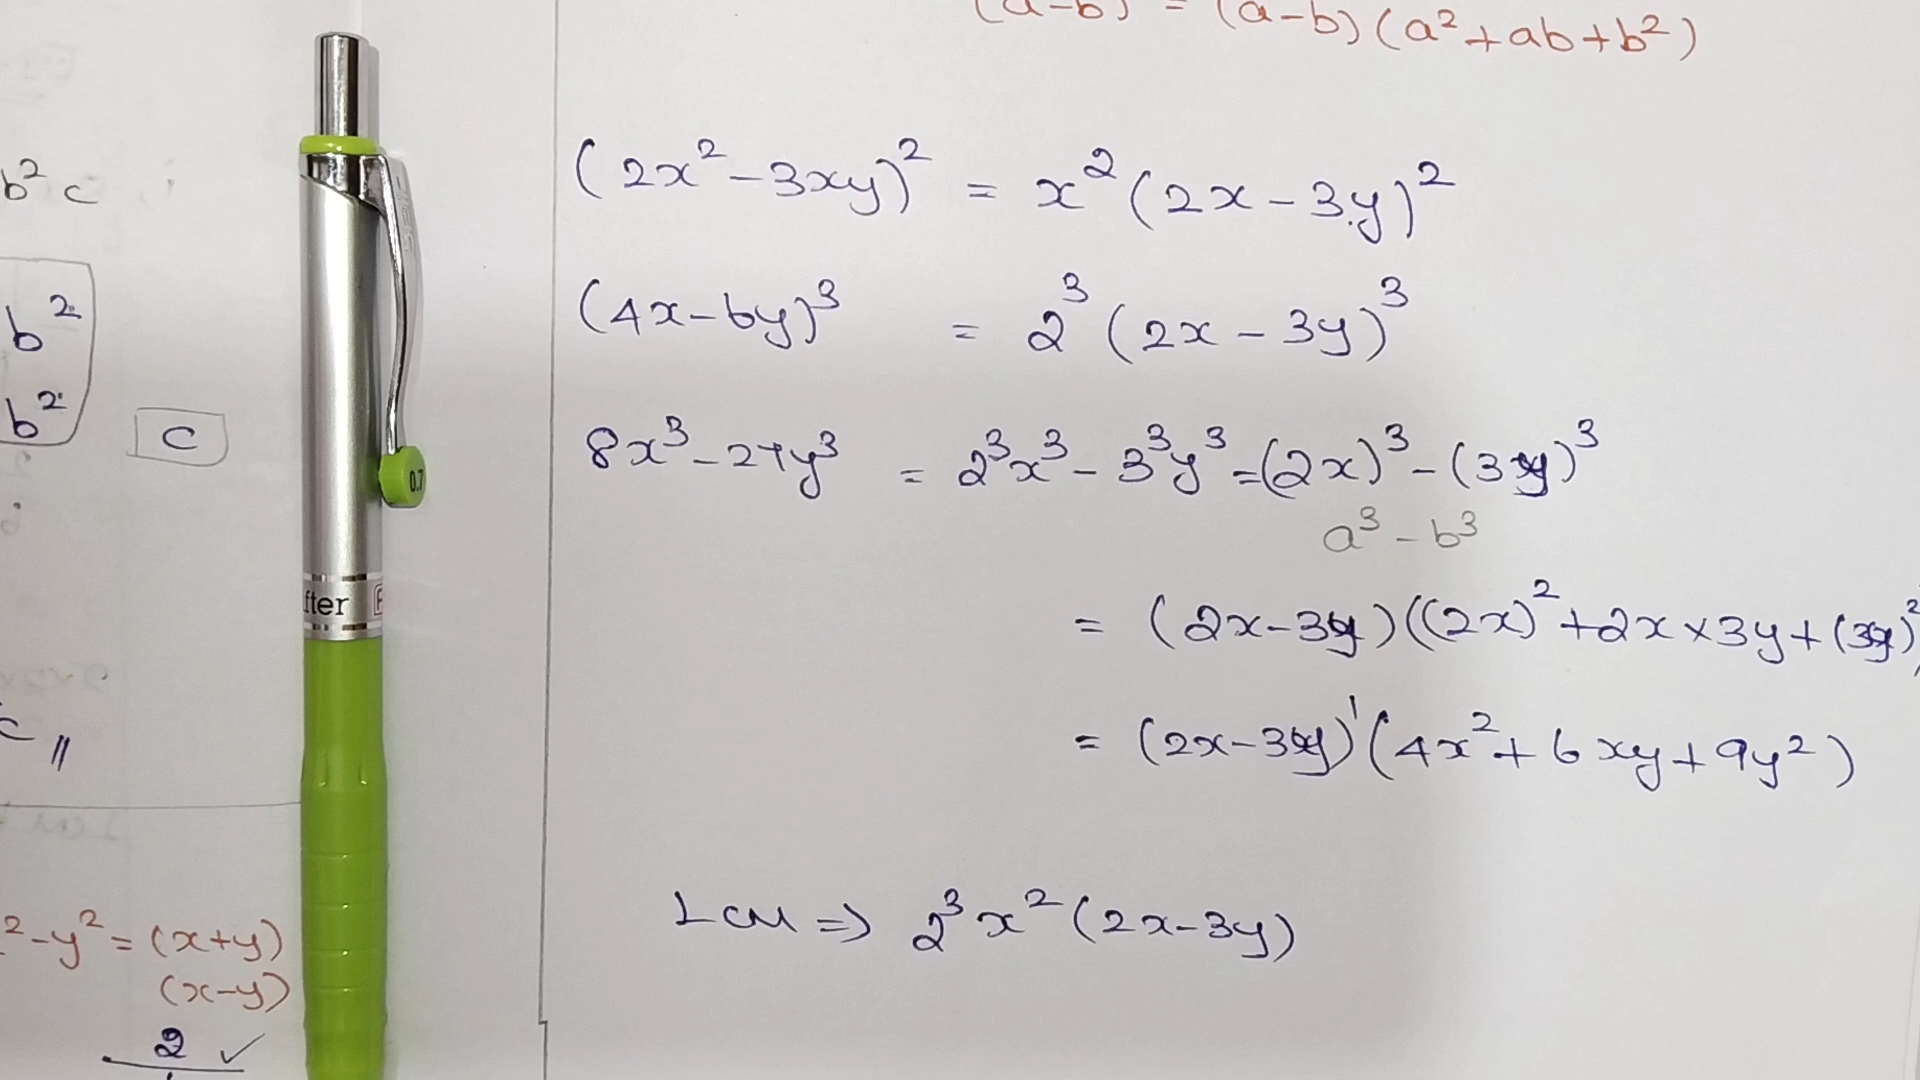 (a-b) = (a-b)(a²+ab+b²)
b²c
b²
b²
c
c //
²-y² = (x+y)
(x-y)
2 ✓
0.7
fter
(2x²-3xy)² = x²(2x-3y)²
(4x-6y)³ = 2³(2x-3y)³
8x³-27y³ = 2³x³-3³y³=(2x)³-(3y)³
a³-b³
= (2x-3y)((2x)²+2x×3y+(3y)²
= (2x-3y)¹(4x²+6xy+9y²)
LCM ⇒ 2³x²(2x-3y)